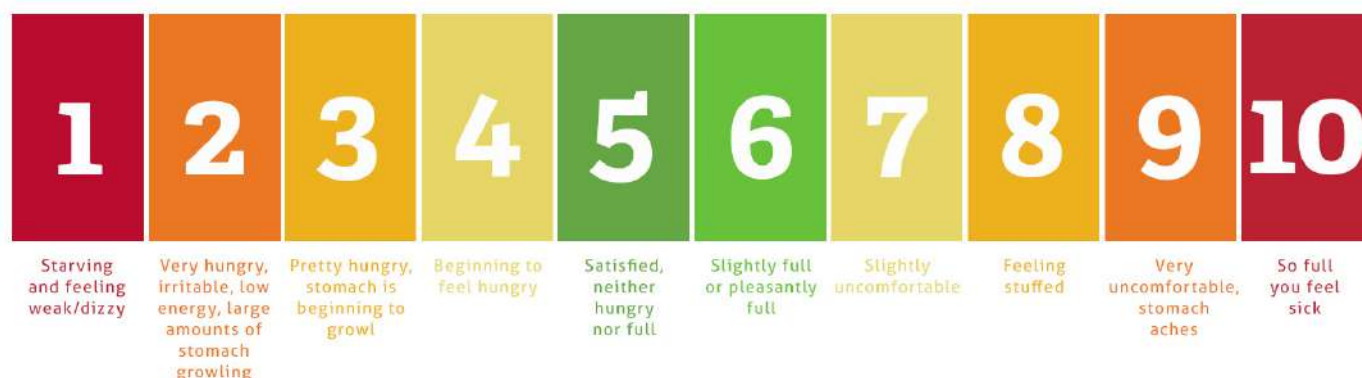 1
2
3
4
5
6
7
8
9
10
Starving
and feeling
weak/dizzy
Very hungry,
irritable, low
energy, large
amounts of
stomach
growling
Pretty hungry,
stomach is
beginning to
growl
Beginning to
feel hungry
Satisfied,
neither
hungry
nor full
Slightly full
or pleasantly
full
Slightly
uncomfortable
Feeling
stuffed
Very
uncomfortable,
stomach
aches
So full
you feel
sick